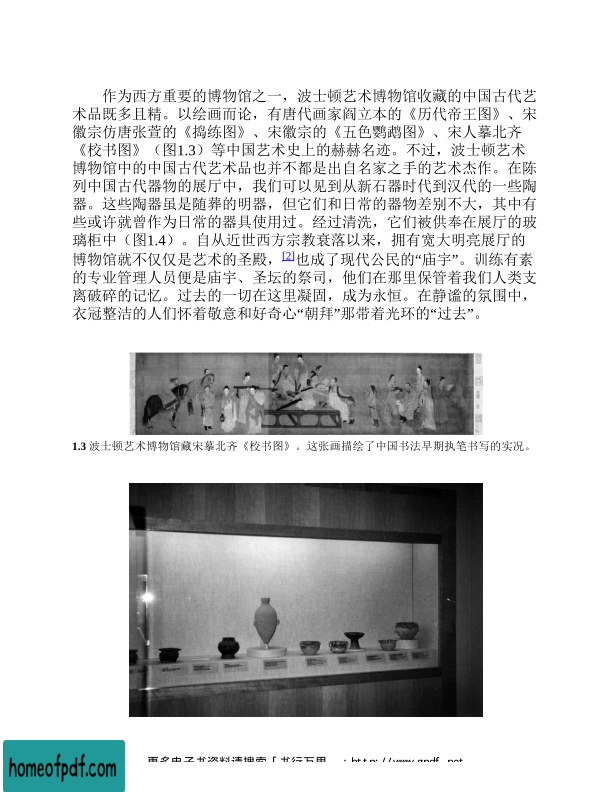 作为西方重要的博物馆之一，波士顿艺术博物馆收藏的中国古代艺
术品既多且精。以绘画而论，有唐代画家阎立本的《历代帝王图》、宋
徽宗仿唐张萱的《捣练图》、宋徽宗的《五色鹦鹉图》、宋人摹北齐
《校书图》（图1.3）等中国艺术史上的赫赫名迹。不过，波士顿艺术
博物馆中的中国古代艺术品也并不都是出自名家之手的艺术杰作。在陈
列中国古代器物的展厅中，我们可以见到从新石器时代到汉代的一些陶
器。这些陶器虽是随葬的明器，但它们和日常的器物差别不大，其中有
些或许就曾作为日常的器具使用过。经过清洗，它们被供奉在展厅的玻
璃柜中（图1.4）。自从近世西方宗教衰落以来，拥有宽大明亮展厅的
博物馆就不仅仅是艺术的圣殿，[2]也成了现代公民的“庙宇”。训练有素
的专业管理人员便是庙宇、圣坛的祭司，他们在那里保管着我们人类支
离破碎的记忆。过去的一切在这里凝固，成为永恒。在静谧的氛围中，
衣冠整洁的人们怀着敬意和好奇心“朝拜”那带着光环的“过去”。
1.3 波士顿艺术博物馆藏宋摹北齐《校书图》。这张画描绘了中国书法早期执笔书写的实况。
homeofpdf.com